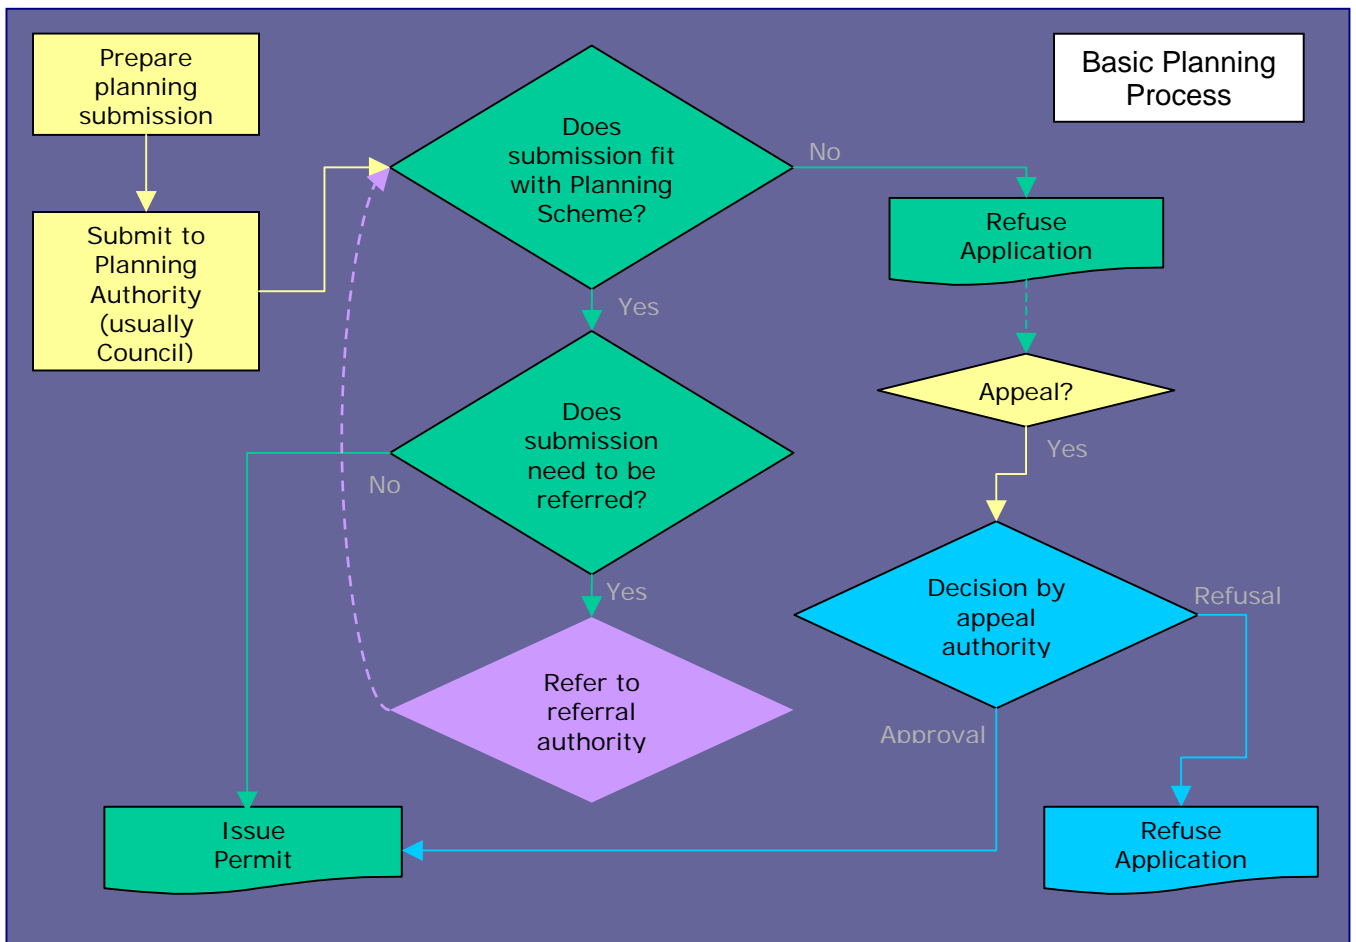 Prepare
planning
submission
Submit to
Planning
Authority
(usually
Council)
Does
submission fit
with Planning
Scheme?
No
Yes
Basic Planning
Process
Refuse
Application
Appeal?
Yes
Does
submission
need to be
referred?
No
Yes
Refer to
referral
authority
Decision by
appeal
authority
Refusal
Approval
Issue
Permit
Refuse
Application